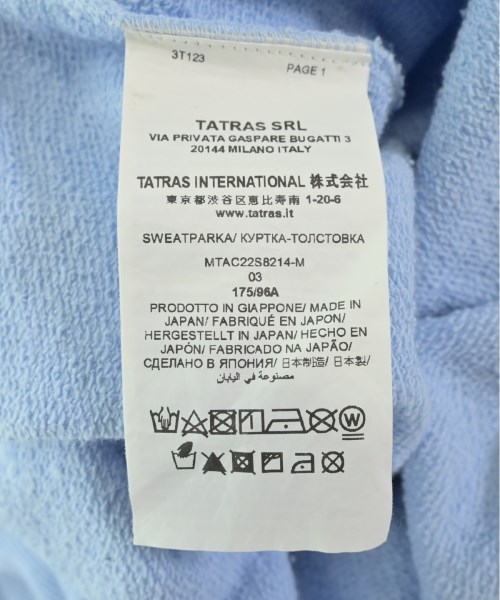 3T123
PAGE 1
TATRAS SRL
VIA PRIVATA GASPARE BUGATTI 3
20144 MILANO ITALY
TATRAS INTERNATIONAL 株式会社
東京都渋谷区恵比寿南 1-20-6
www.tatras.it
SWEATPARKA/ КУРТКА-ТОЛСТОВКА
MTAC22S8214-M
03
175/96A
PRODOTTO IN GIAPPONE/ MADE IN
JAPAN/ FABRIQUÉ EN JAPON/
HERGESTELLT IN JAPAN/ HECHO EN
JAPÓN/ FABRICADO NA JAPÃO/
СДЕЛАНО В ЯПОНИЯ/ 日本制造/ 日本製/
مصنوعة في اليابان
W